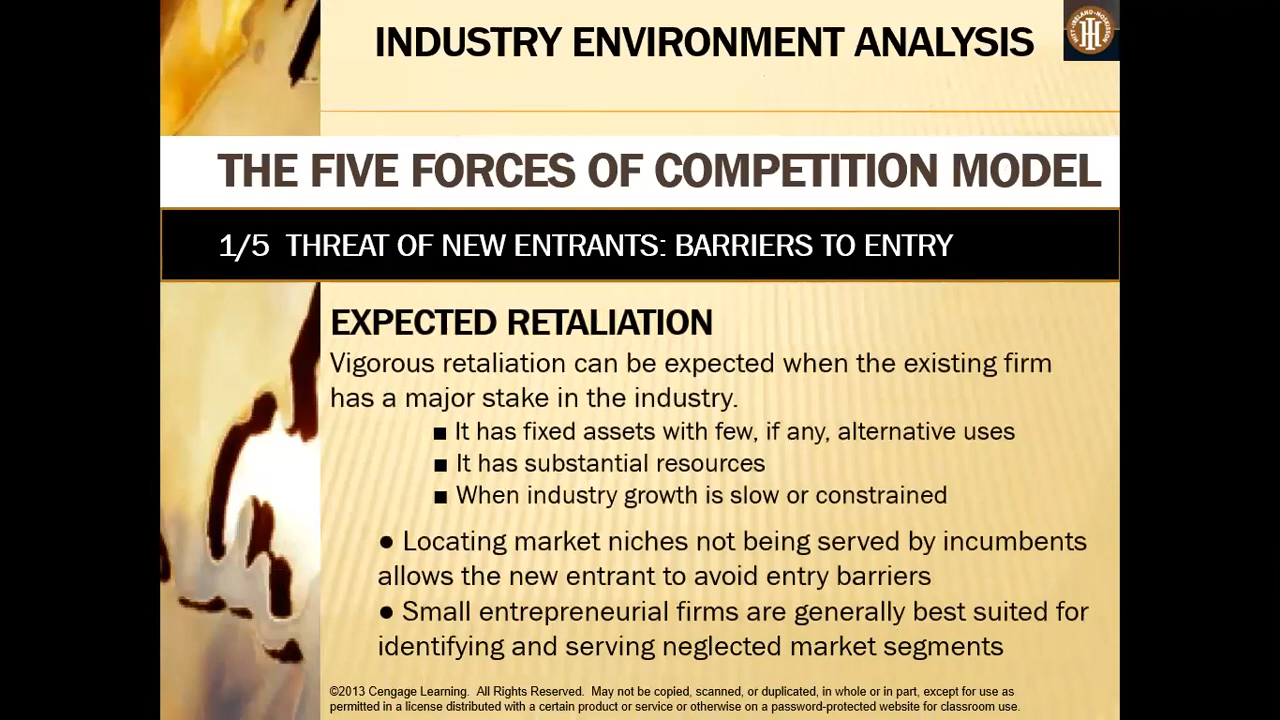 INDUSTRY ENVIRONMENT ANALYSIS
THE FIVE FORCES OF COMPETITION MODEL
1/5 THREAT OF NEW ENTRANTS: BARRIERS TO ENTRY
EXPECTED RETALIATION
Vigorous retaliation can be expected when the existing firm
has a major stake in the industry.
■ It has fixed assets with few, if any, alternative uses
■ It has substantial resources
■ When industry growth is slow or constrained
● Locating market niches not being served by incumbents
allows the new entrant to avoid entry barriers
● Small entrepreneurial firms are generally best suited for
identifying and serving neglected market segments
©2013 Cengage Learning. All Rights Reserved. May not be copied, scanned, or duplicated, in whole or in part, except for use as
permitted in a license distributed with a certain product or service or otherwise on a password-protected website for classroom use.